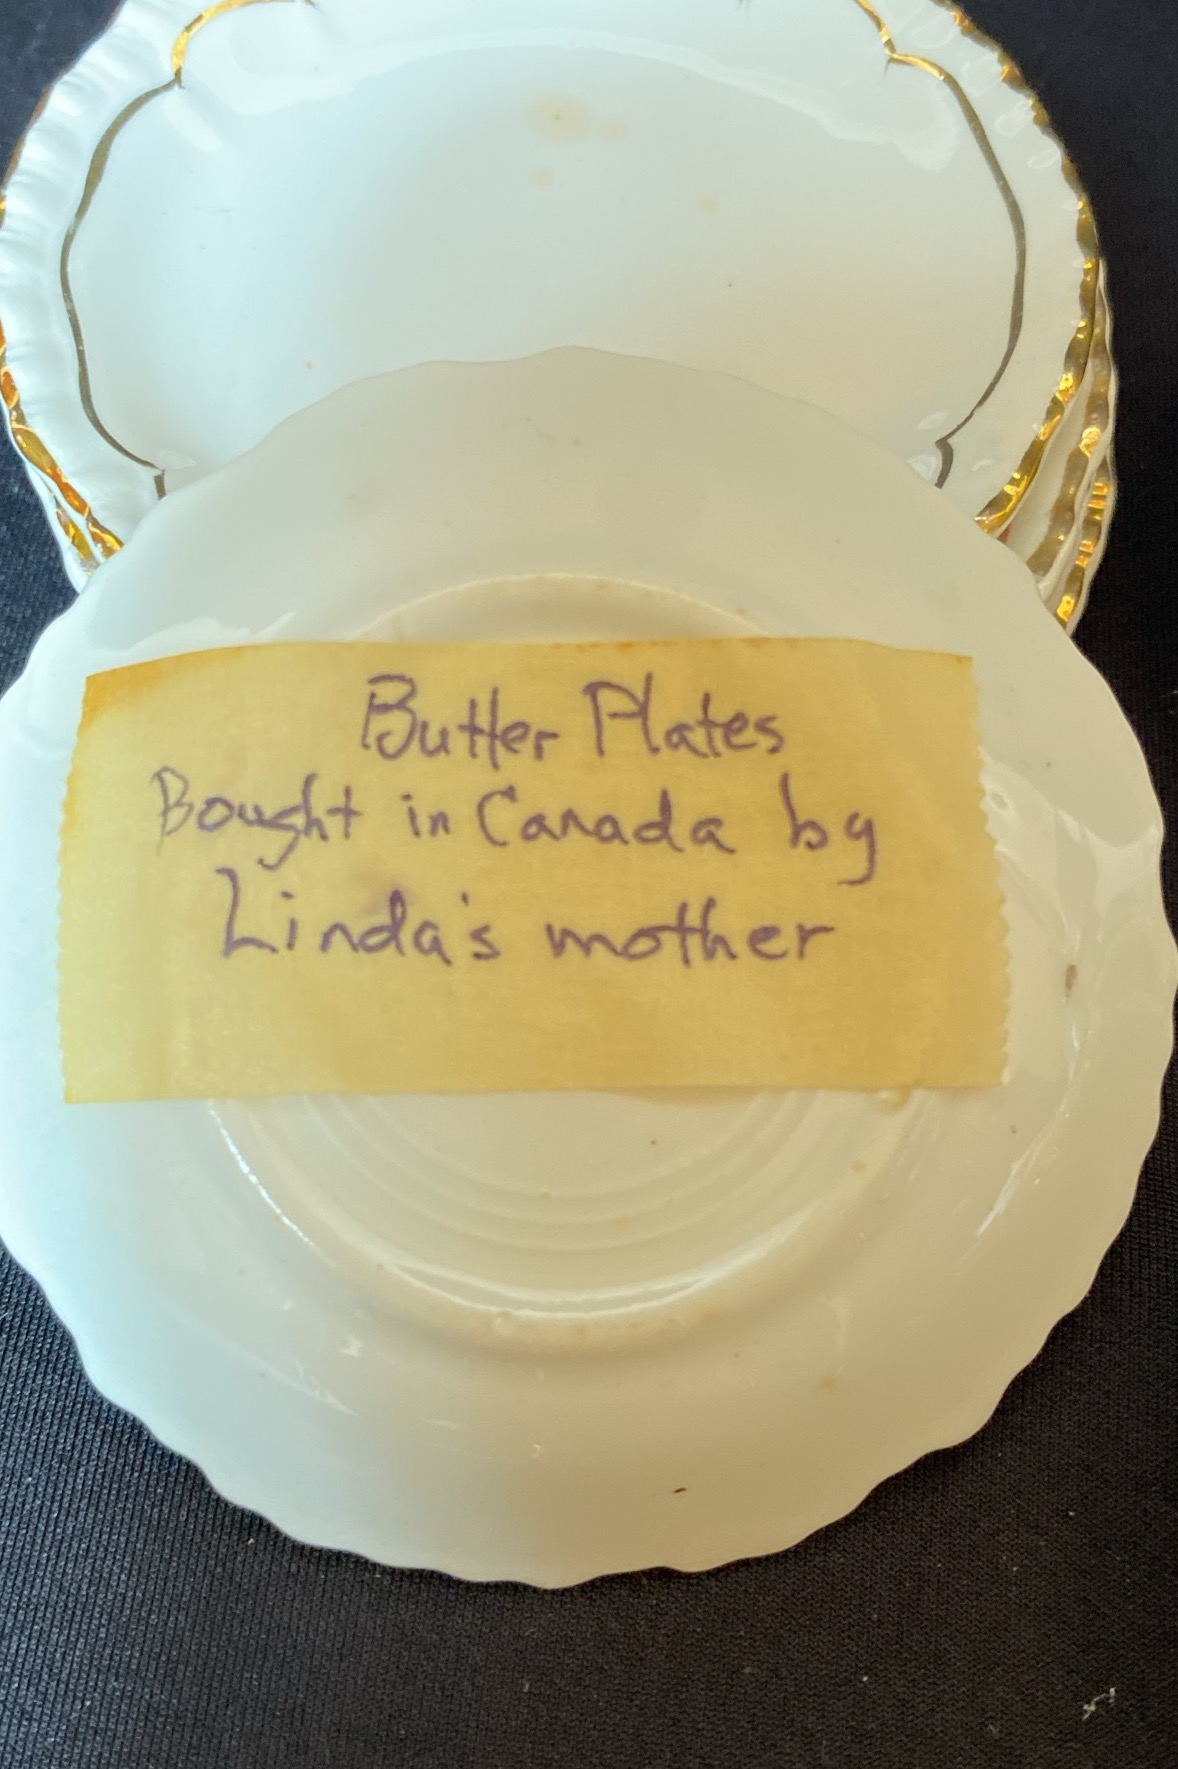 Butter Plates
Bought in Canada by
Linda's mother